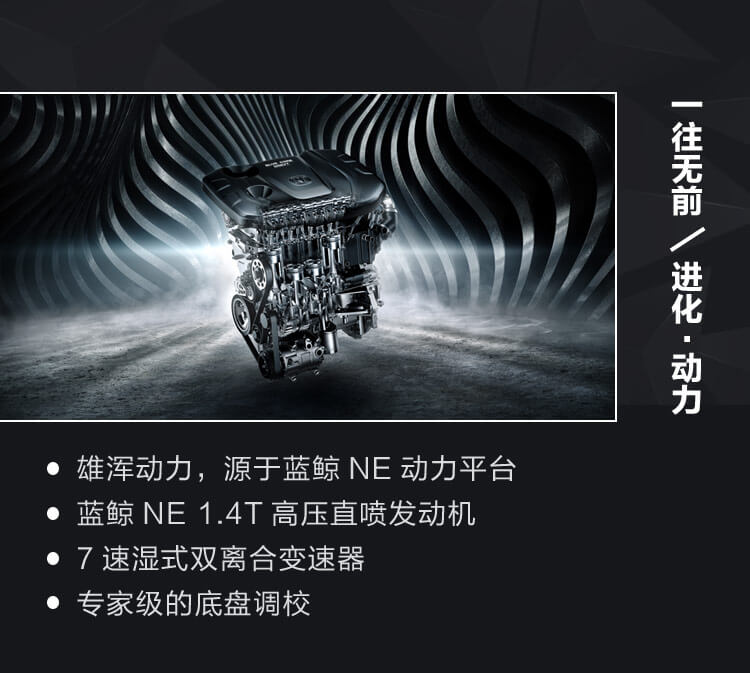 一往无前／进化·动力
雄浑动力，源于蓝鲸 NE 动力平台
蓝鲸 NE 1.4T 高压直喷发动机
7 速湿式双离合变速器
专家级的底盘调校